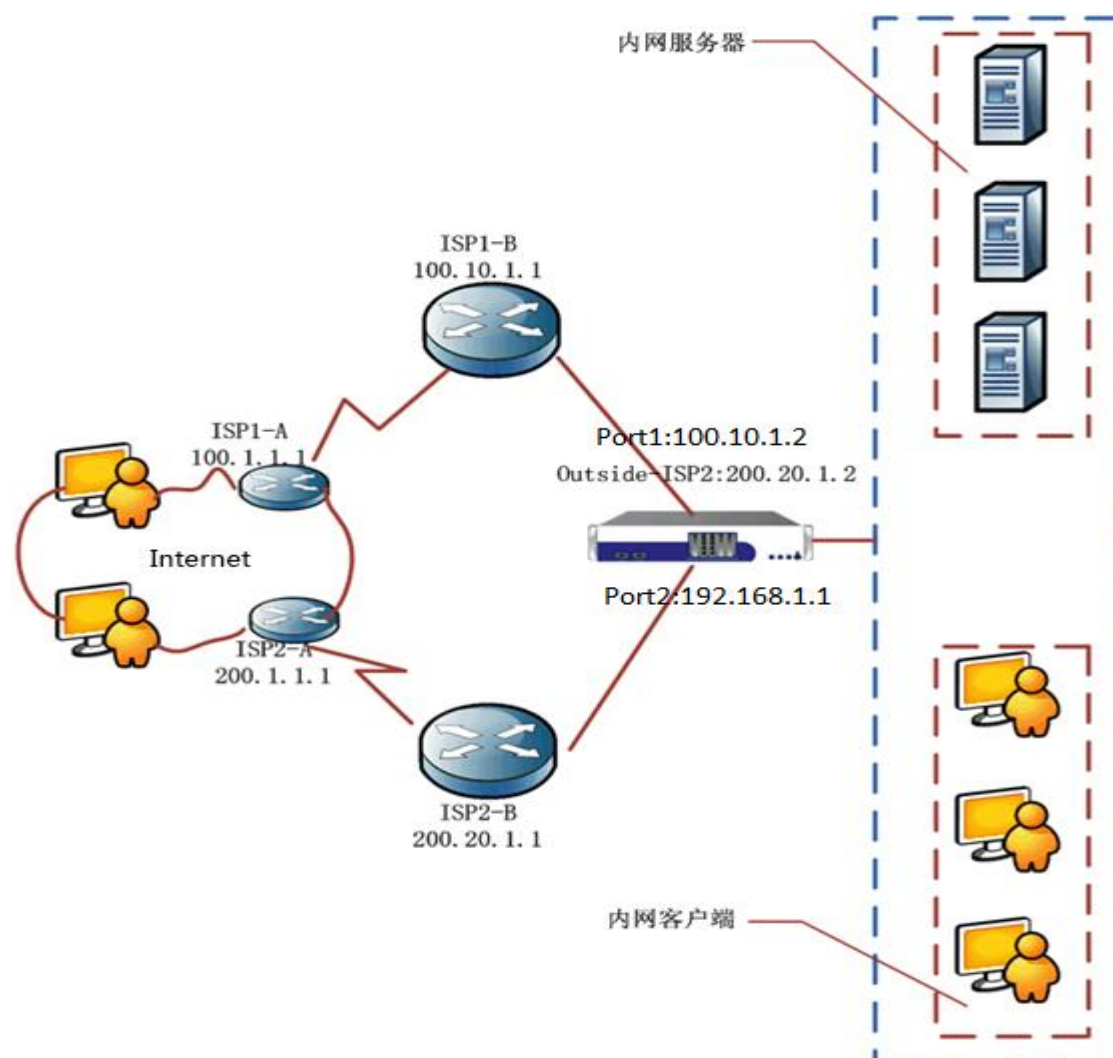 内网服务器
ISP1-B
100.10.1.1
ISP1-A
100.1.1.1
Port1:100.10.1.2
Outside-ISP2:200.20.1.2
Internet
Port2:192.168.1.1
ISP2-A
200.1.1.1
ISP2-B
200.20.1.1
内网客户端